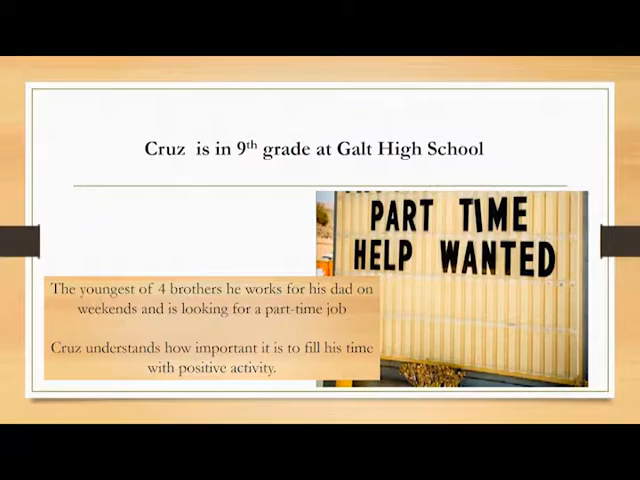 Cruz  is in 9th grade at Galt High School
PART TIME
HELP WANTED
The youngest of 4 brothers he works for his dad on
weekends and is looking for a part-time job
Cruz understands how important it is to fill his time
with positive activity.